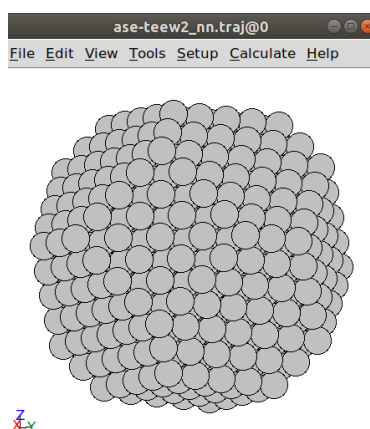 ase-teew2_nn.traj@0
File Edit View Tools Setup Calculate Help
Z
X Y